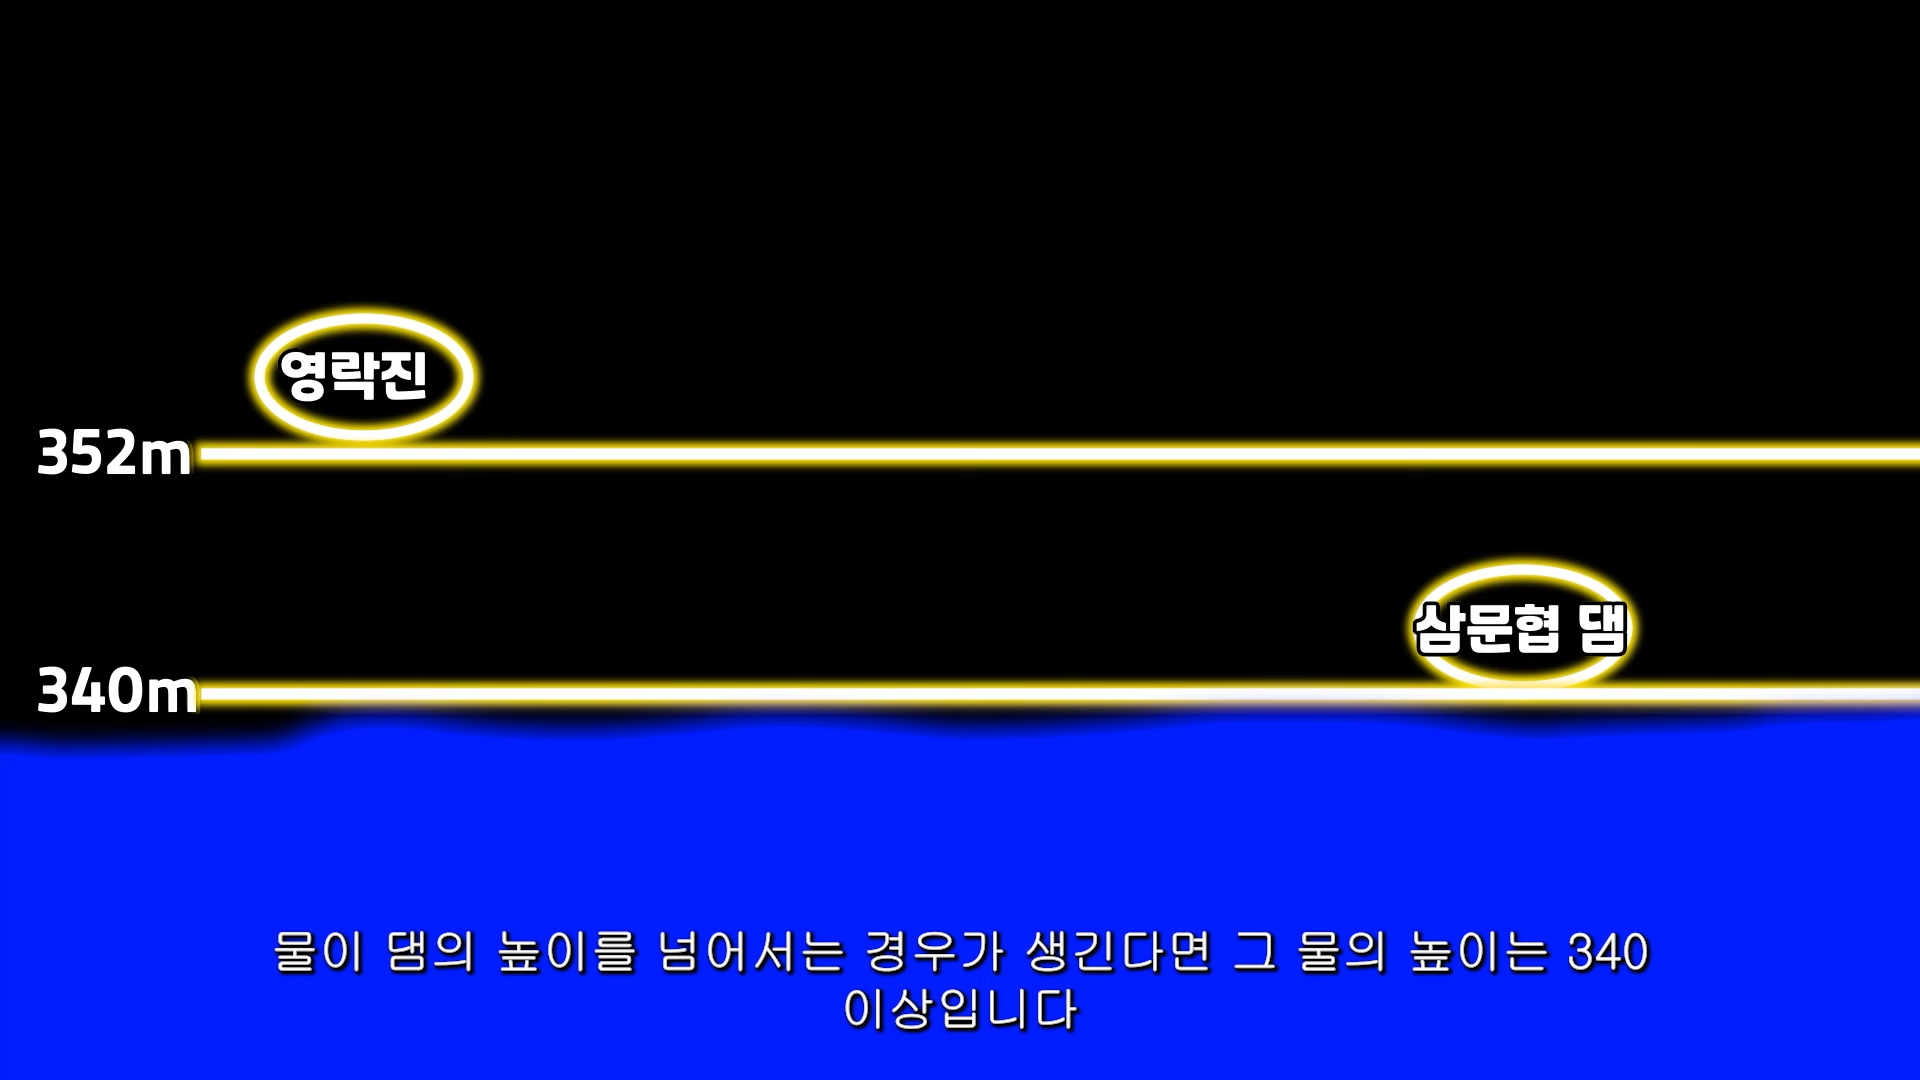 영락진
352m
삼문협 댐
340m
물이 댐의 높이를 넘어서는 경우가 생긴다면 그 물의 높이는 340
이상입니다